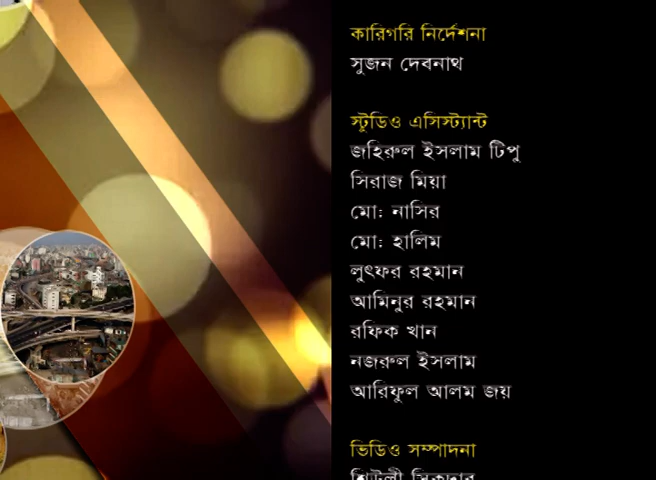 কারিগরি নির্দেশনা
সুজন দেবনাথ
স্টুডিও এসিস্ট্যান্ট
জহিরুল ইসলাম টিপু
সিরাজ মিয়া
মো: নাসির
মো: হালিম
লুৎফর রহমান
আমিনুর রহমান
রফিক খান
নজরুল ইসলাম
আরিফুল আলম জয়
ভিডিও সম্পাদনা